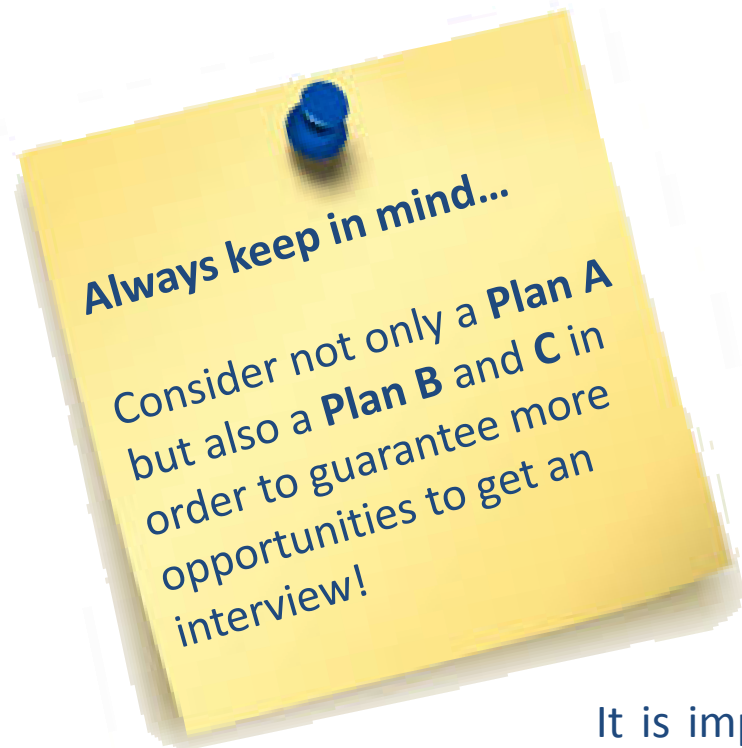 Always keep in mind…
Consider not only a Plan A
but also a Plan B and C in
order to guarantee more
opportunities to get an
interview!
It is